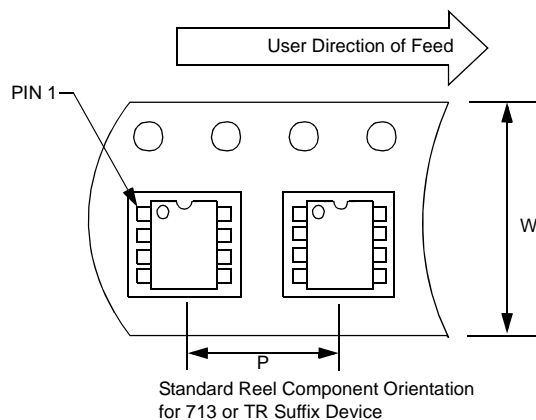 User Direction of Feed
PIN 1
W
P
Standard Reel Component Orientation
for 713 or TR Suffix Device